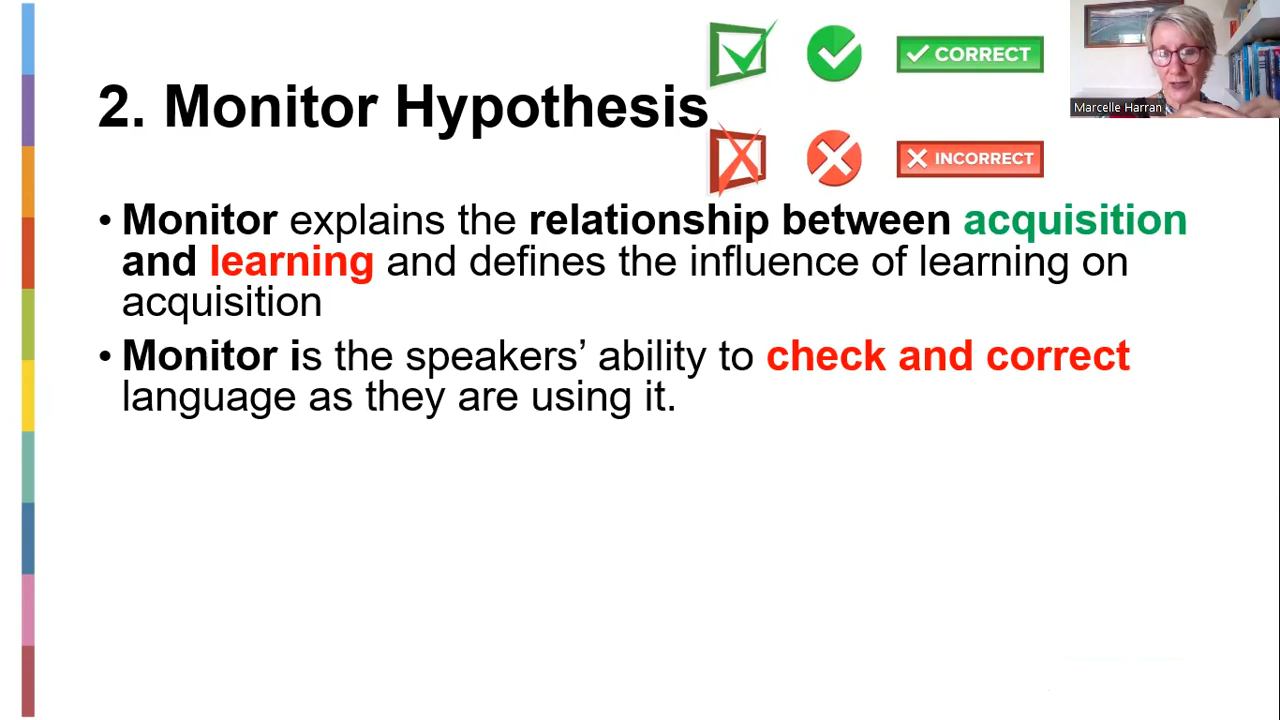 CORRECT
2. Monitor Hypothesis
Marcelle Harran
INCORRECT
• Monitor explains the relationship between acquisition
and learning and defines the influence of learning on
acquisition
• Monitor is the speakers’ ability to check and correct
language as they are using it.